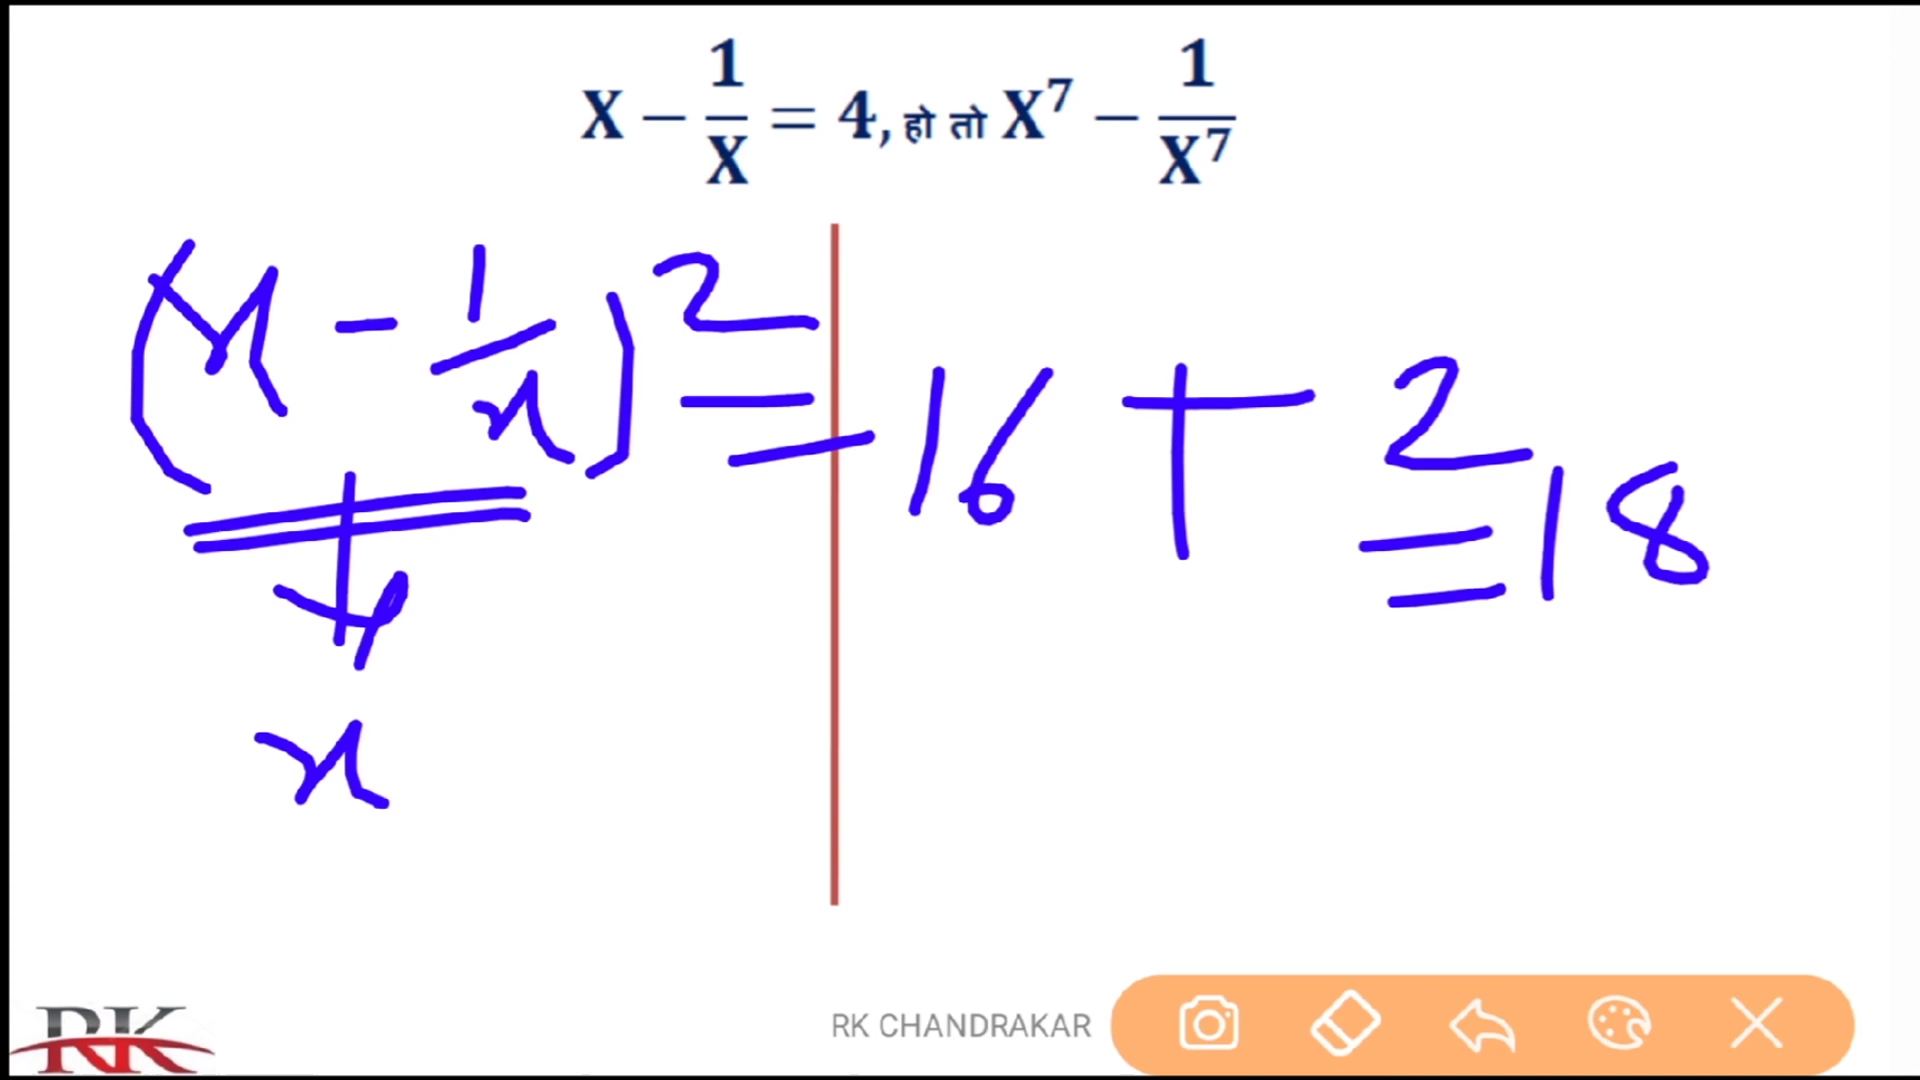 X − 1/X = 4, हो तो X⁷ − 1/X⁷
(x − 1/x)² = 16 + 2
= 18
x
RK
RK CHANDRAKAR